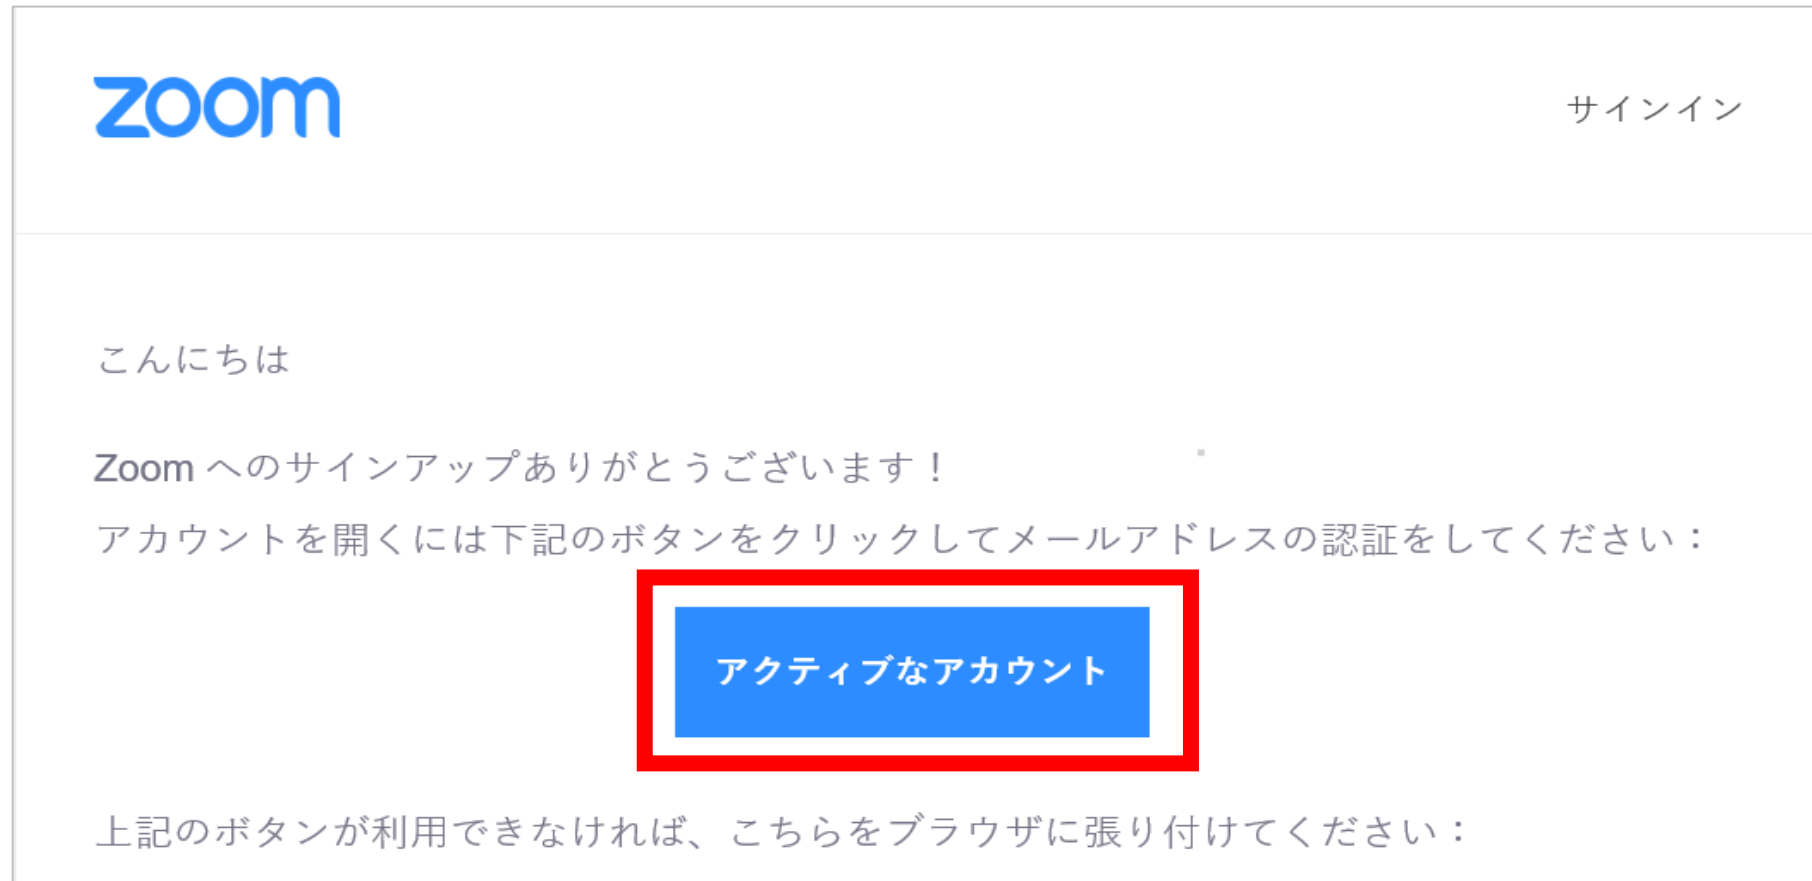 zoom
サインイン
こんにちは
Zoom へのサインアップありがとうございます！
アカウントを開くには下記のボタンをクリックしてメールアドレスの認証をしてください：
アクティブなアカウント
上記のボタンが利用できなければ、こちらをブラウザに張り付けてください：